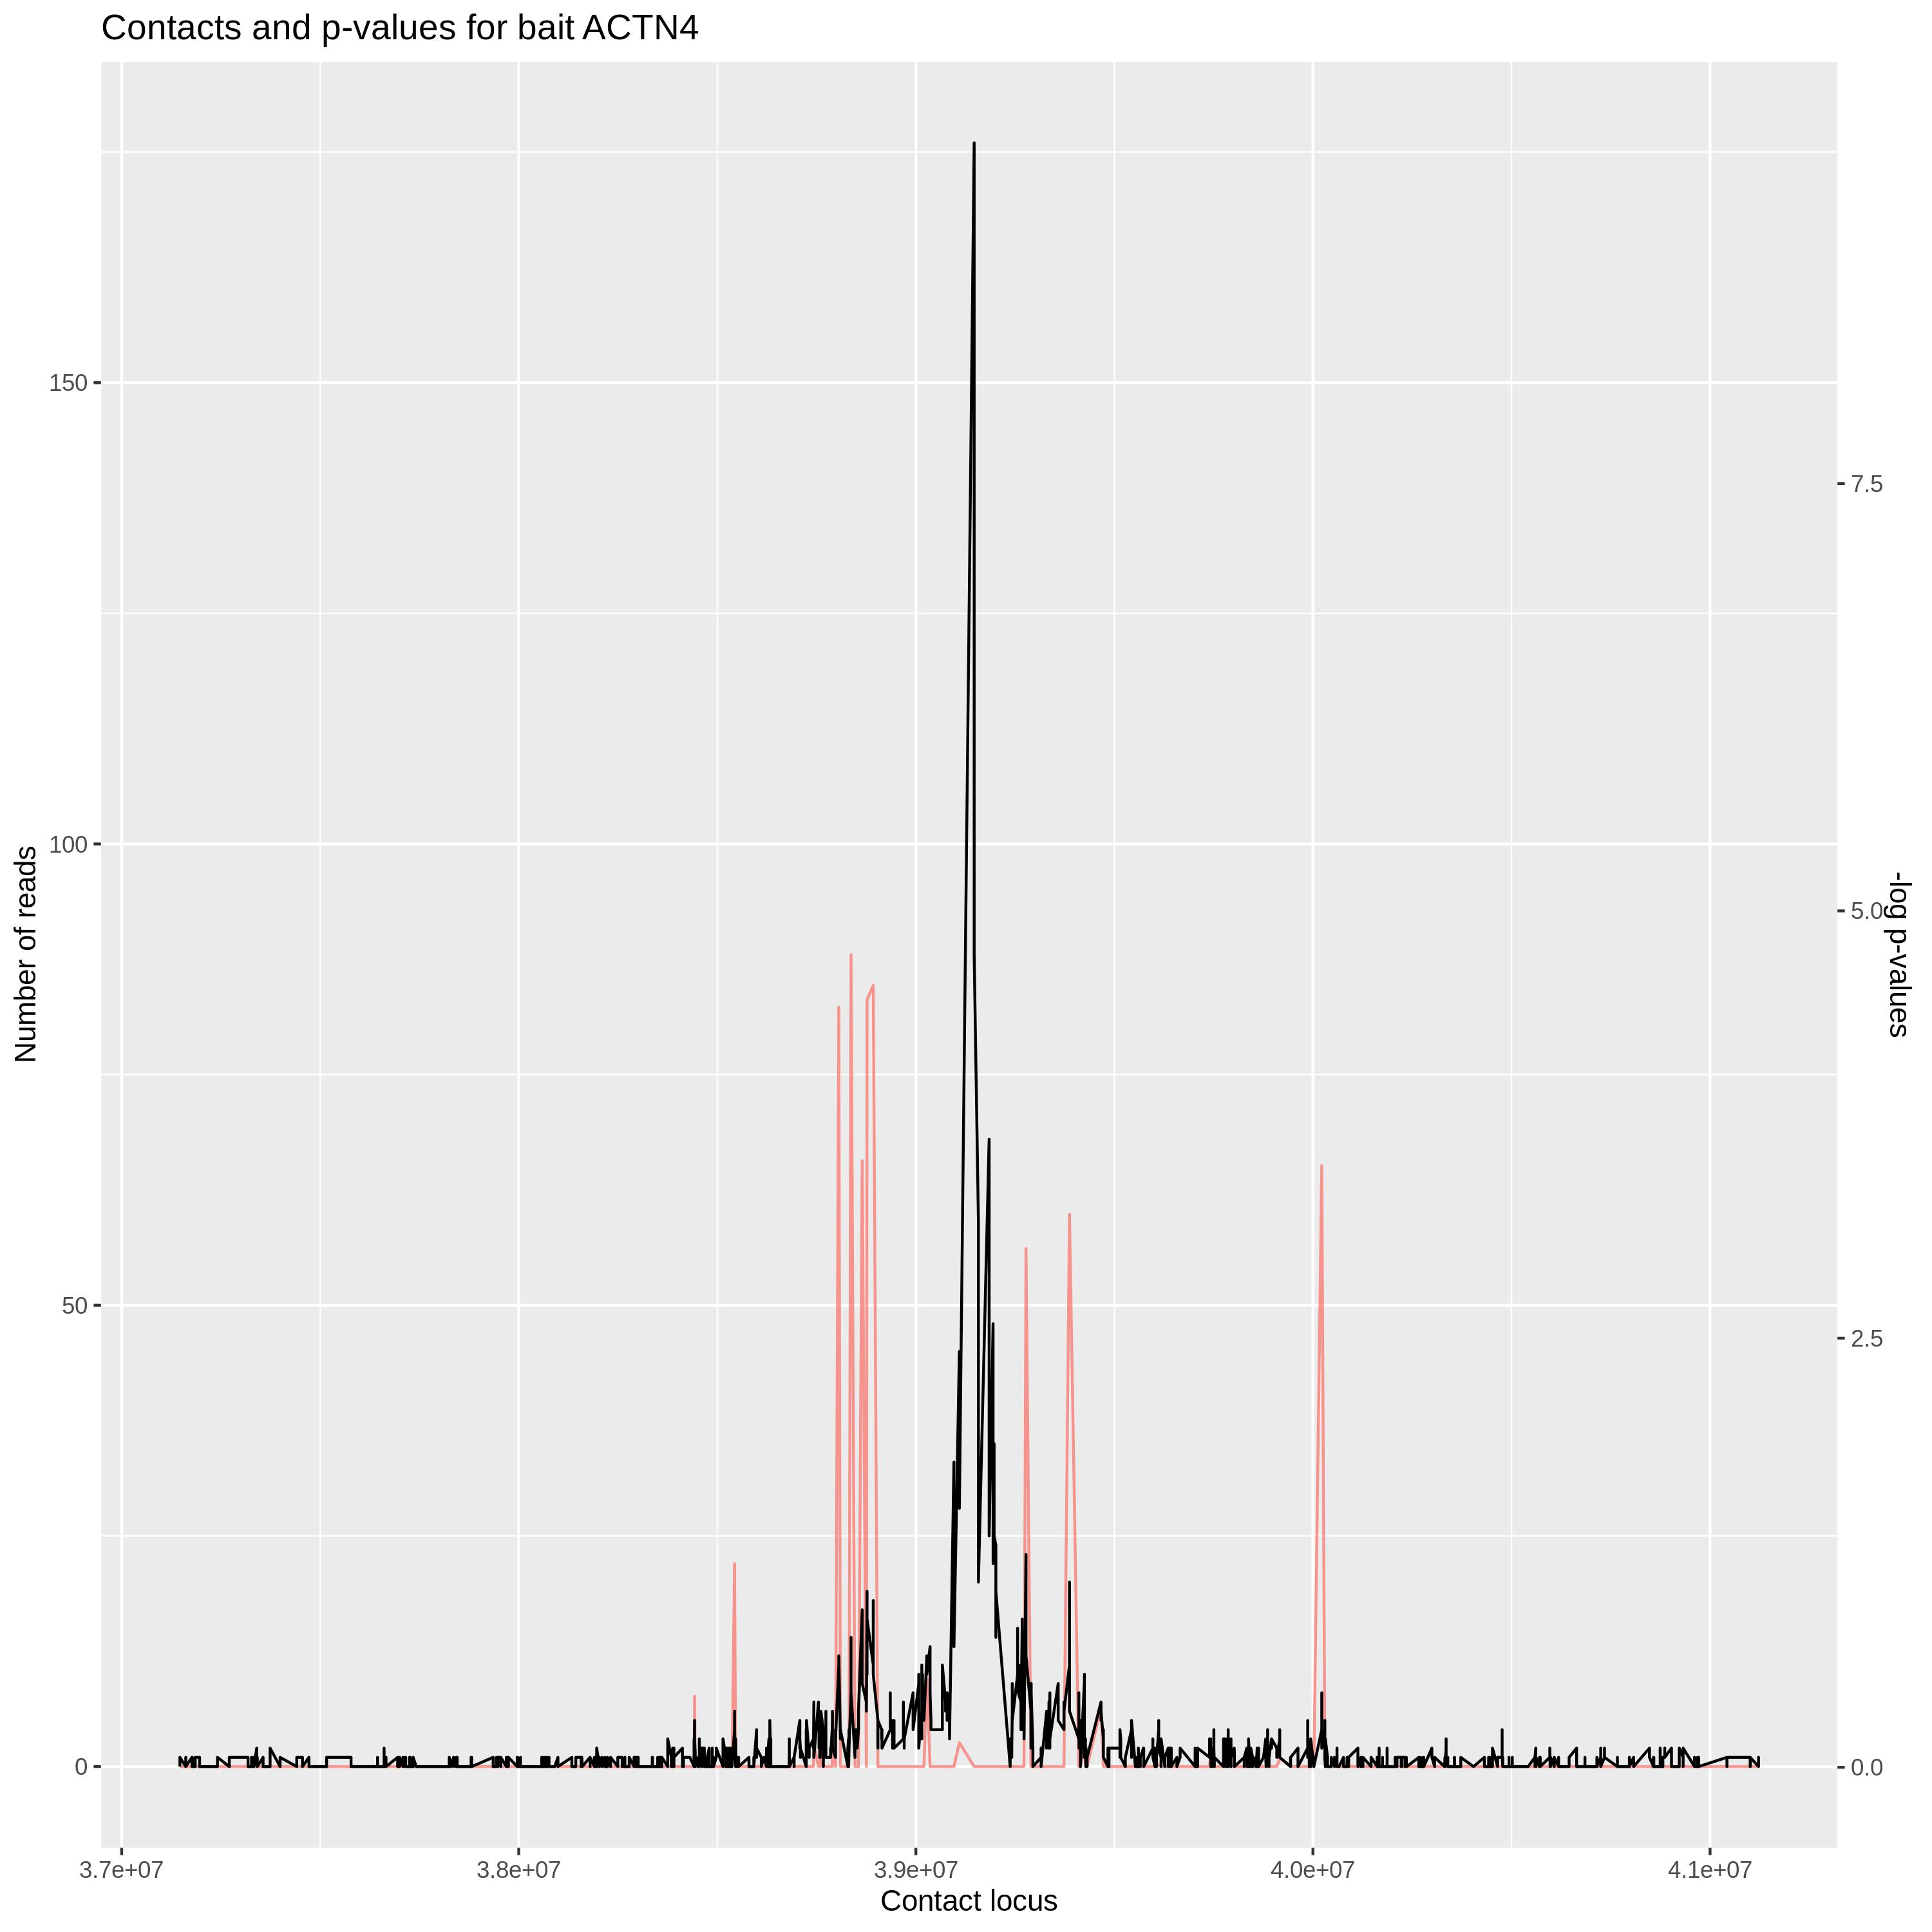 Contacts and p-values for bait ACTN4
Number of reads
150
100
50
0
7.5
5.0
2.5
0.0
-log p-values
3.7e+07
3.8e+07
3.9e+07
4.0e+07
4.1e+07
Contact locus